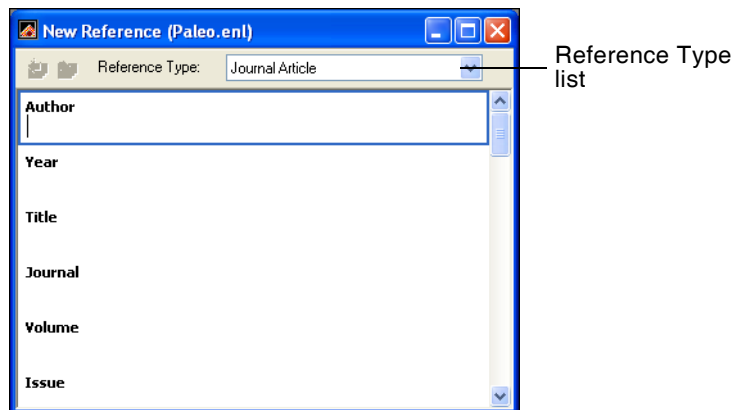 New Reference (Paleo.enl)
Reference Type: Journal Article
Reference Type
list
Author
Year
Title
Journal
Volume
Issue